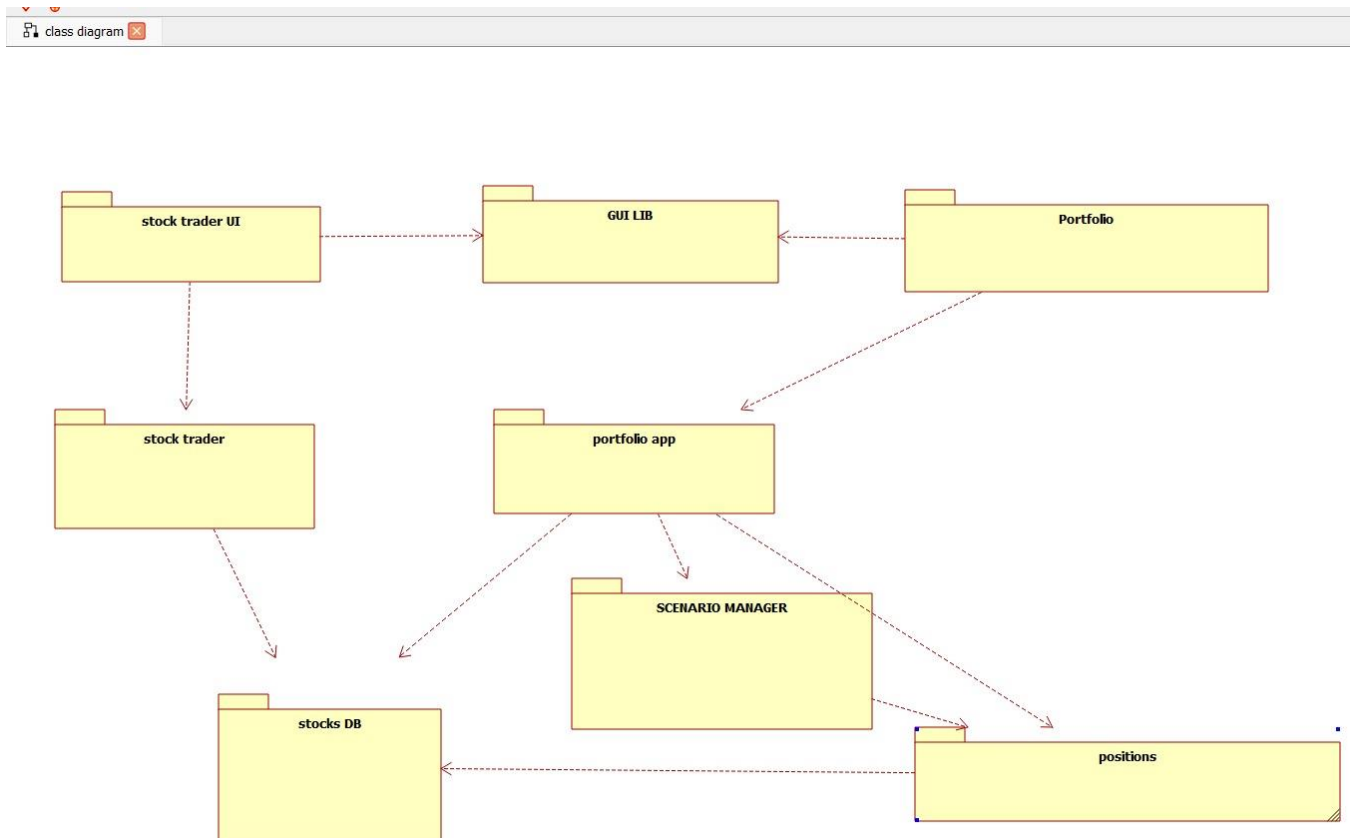 class diagram
stock trader UI
GUI LIB
Portfolio
stock trader
portfolio app
SCENARIO MANAGER
stocks DB
positions